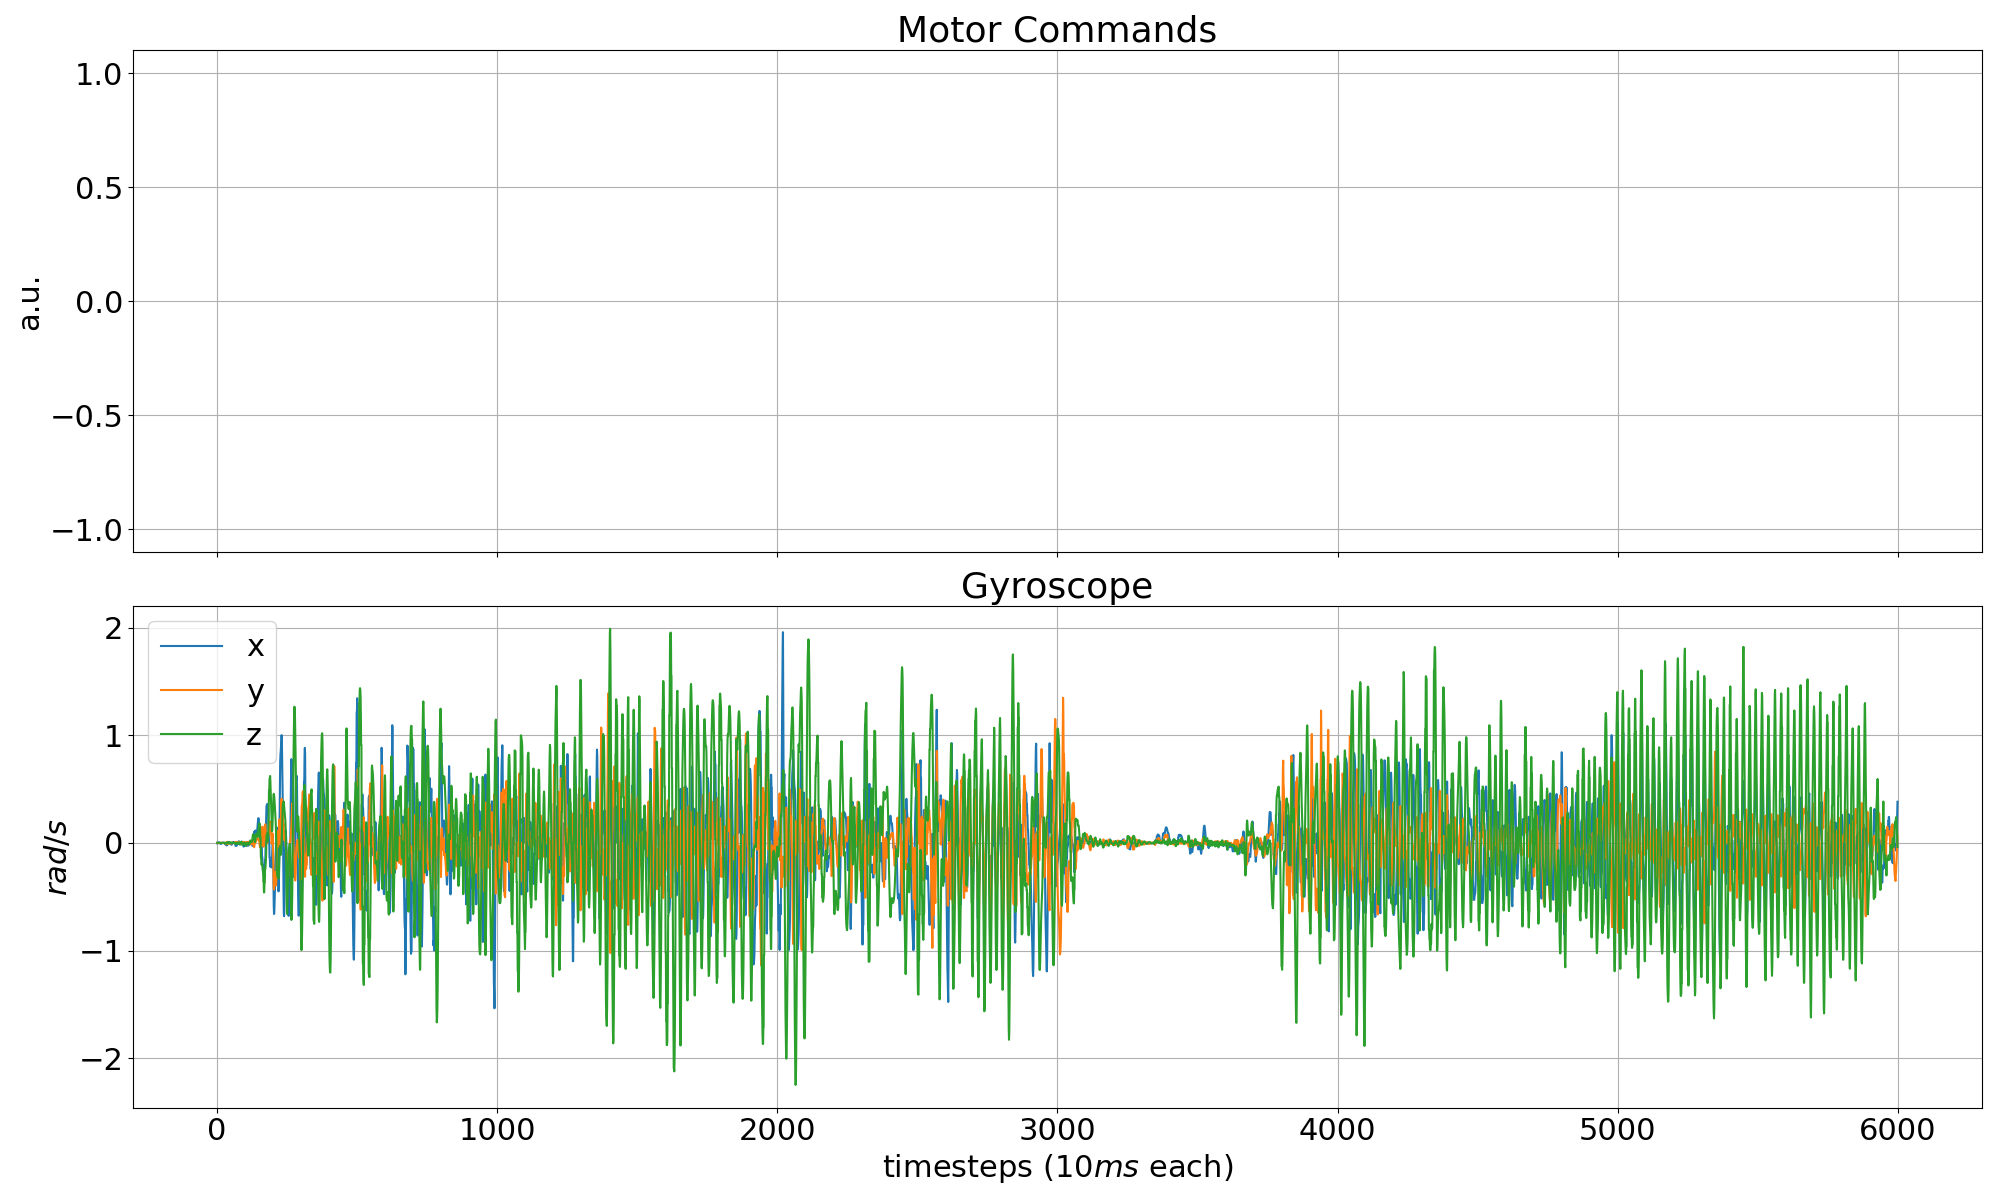 Motor Commands
1.0
0.5
0.0
−0.5
−1.0
a.u.
Gyroscope
x
y
z
2
1
0
−1
−2
rad/s
0 1000 2000 3000 4000 5000 6000
timesteps (10ms each)